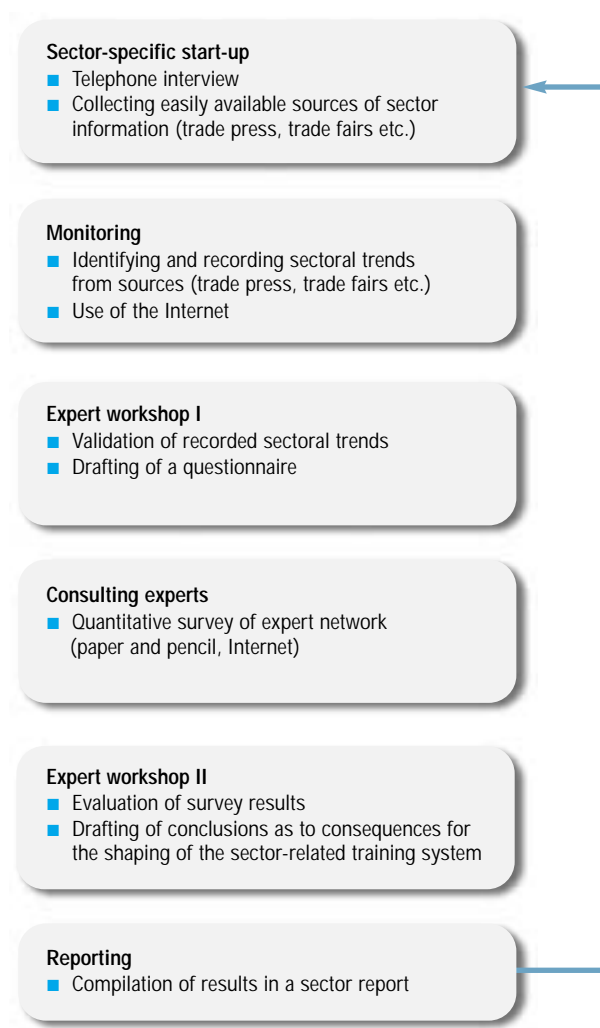 Sector-specific start-up
■ Telephone interview
■ Collecting easily available sources of sector
information (trade press, trade fairs etc.)
Monitoring
■ Identifying and recording sectoral trends
from sources (trade press, trade fairs etc.)
■ Use of the Internet
Expert workshop I
■ Validation of recorded sectoral trends
■ Drafting of a questionnaire
Consulting experts
■ Quantitative survey of expert network
(paper and pencil, Internet)
Expert workshop II
■ Evaluation of survey results
■ Drafting of conclusions as to consequences for
the shaping of the sector-related training system
Reporting
■ Compilation of results in a sector report